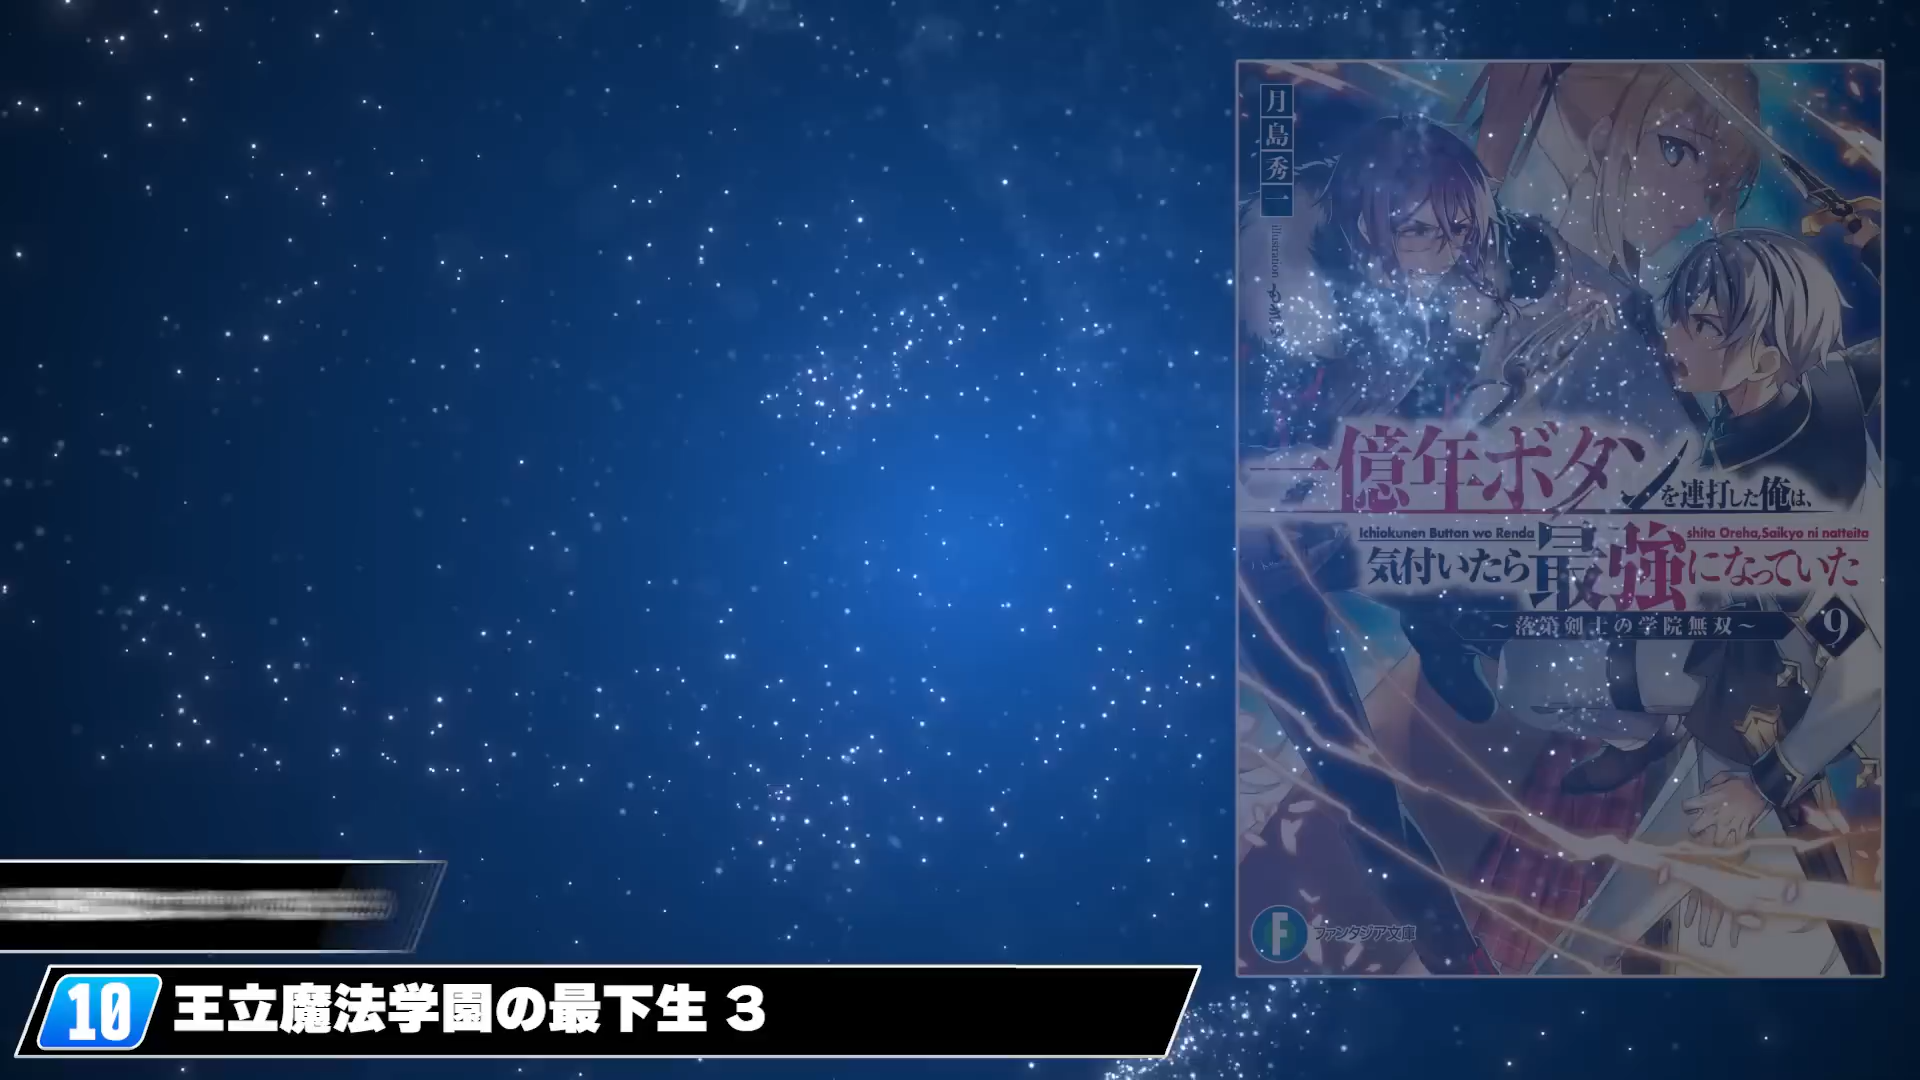 月島秀一
illustration もきゅ
一億年ボタンを連打した俺は、
Ichiokunen Button wo Renda shita Oreha,Saikyo ni natteita
気付いたら最強になっていた
～落第剣士の学院無双～
9
F ファンタジア文庫
10 王立魔法学園の最下生 3